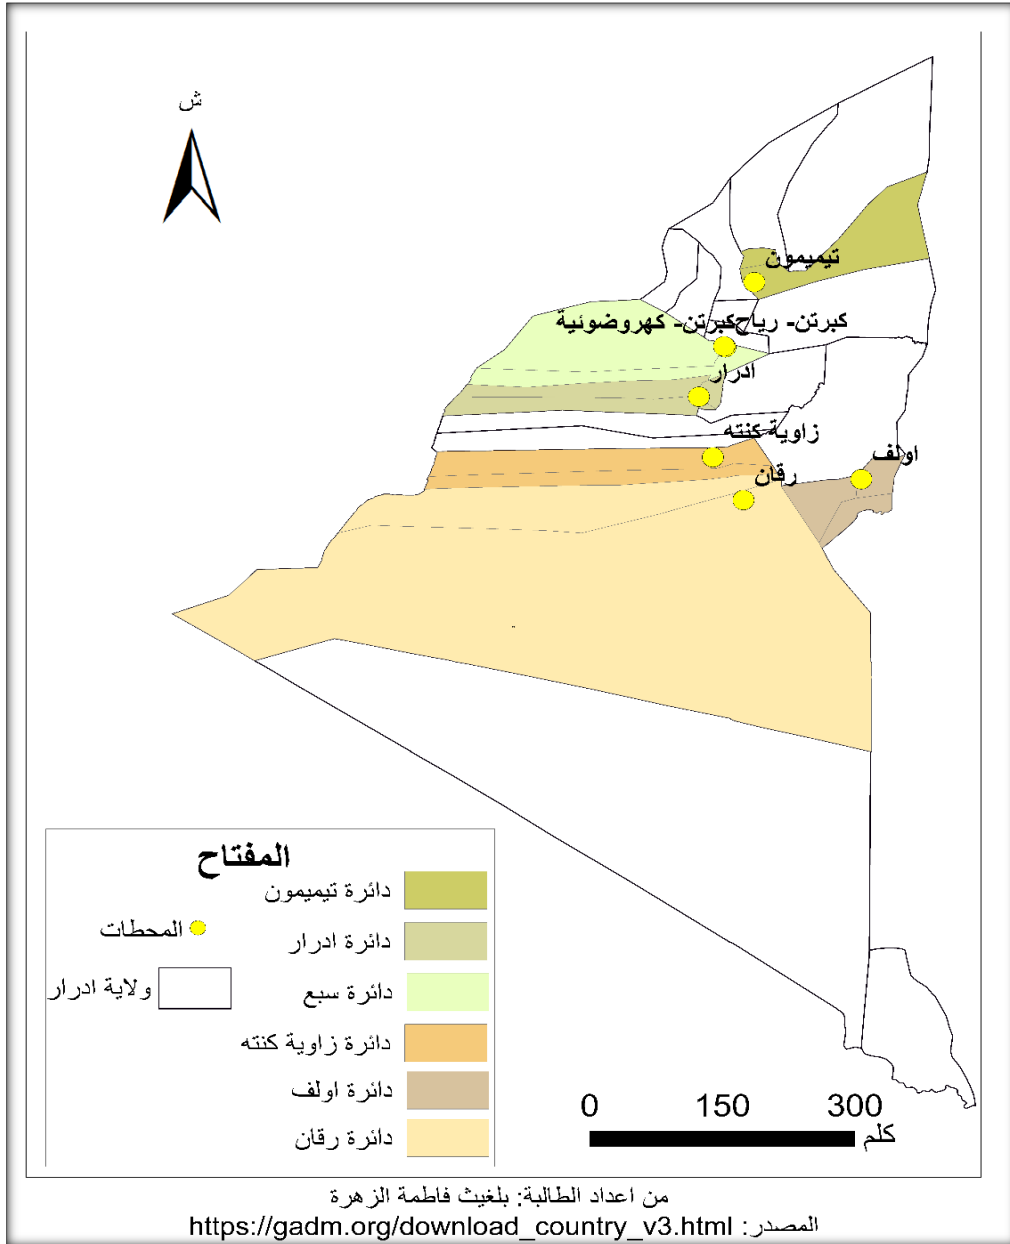 ش
تيميمون
كبرتن- رياح
كبرتن- كهروضوئية
ادرار
زاوية كنته
اولف
رقان
المفتاح
دائرة تيميمون
دائرة ادرار
دائرة سبع
دائرة زاوية كنته
دائرة اولف
دائرة رقان
المحطات
ولاية ادرار
0 150 300
كلم
من اعداد الطالبة: بلغيث فاطمة الزهرة
المصدر: https://gadm.org/download_country_v3.html